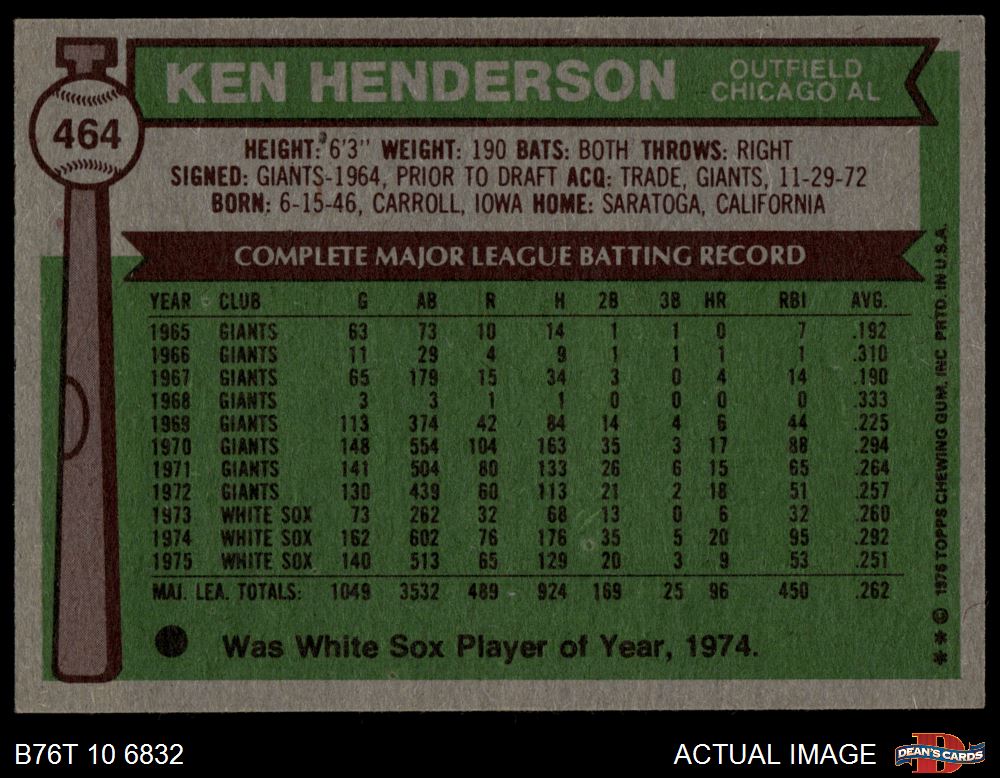 464
KEN HENDERSON
OUTFIELD
CHICAGO AL
HEIGHT: 6'3" WEIGHT: 190 BATS: BOTH THROWS: RIGHT
SIGNED: GIANTS-1964, PRIOR TO DRAFT ACQ: TRADE, GIANTS, 11-29-72
BORN: 6-15-46, CARROLL, IOWA HOME: SARATOGA, CALIFORNIA
COMPLETE MAJOR LEAGUE BATTING RECORD
YEAR CLUB G AB R H 2B 3B HR RBI AVG.
1965 GIANTS 63 73 10 14 1 1 0 7 .192
1966 GIANTS 11 29 4 9 1 1 1 1 .310
1967 GIANTS 65 179 15 34 3 0 4 14 .190
1968 GIANTS 3 3 1 1 0 0 0 0 .333
1969 GIANTS 113 374 42 84 14 4 6 44 .225
1970 GIANTS 148 554 104 163 35 3 17 88 .294
1971 GIANTS 141 504 80 133 26 6 15 65 .264
1972 GIANTS 130 439 60 113 21 2 18 51 .257
1973 WHITE SOX 73 262 32 68 13 0 6 32 .260
1974 WHITE SOX 162 602 76 176 35 5 20 95 .292
1975 WHITE SOX 140 513 65 129 20 3 9 53 .251
MAJ. LEA. TOTALS: 1049 3532 489 924 169 25 96 450 .262
Was White Sox Player of Year, 1974.
** © 1976 TOPPS CHEWING GUM, INC PRTD. IN U.S.A.
B76T 10 6832
ACTUAL IMAGE
D
DEAN'S CARDS